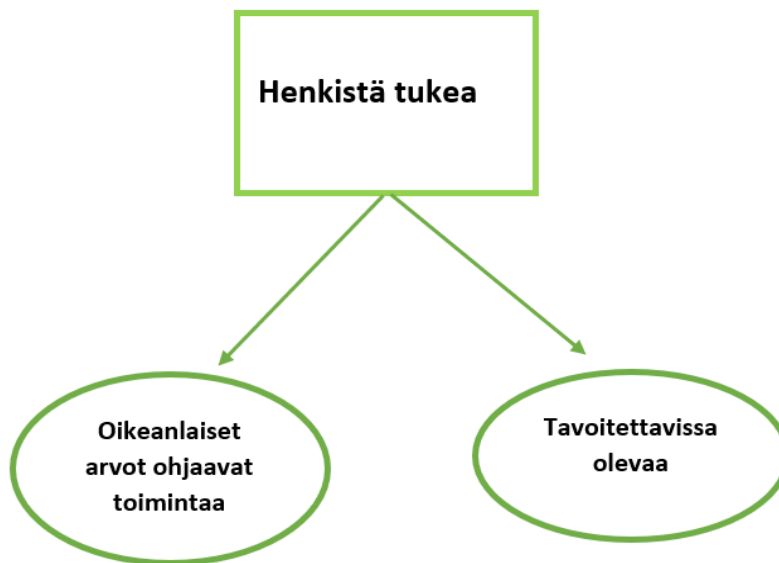 Henkistä tukea
Oikeanlaiset
arvot ohjaavat
toimintaa
Tavoitettavissa
olevaa